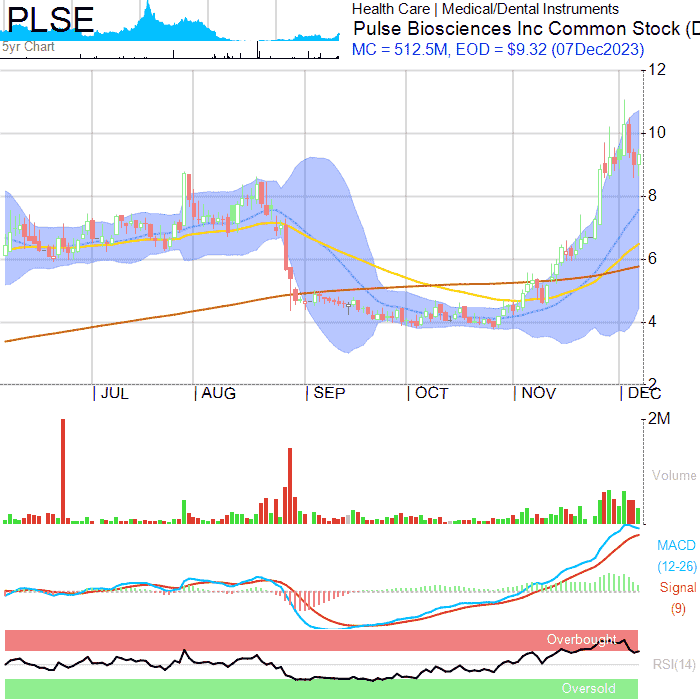 PLSE
5yr Chart
Health Care | Medical/Dental Instruments
Pulse Biosciences Inc Common Stock (D
MC = 512.5M, EOD = $9.32 (07Dec2023)
12
10
8
6
4
2
JUL AUG SEP OCT NOV DEC
2M
Volume
MACD
(12-26)
Signal
(9)
Overbought
RSI(14)
Oversold